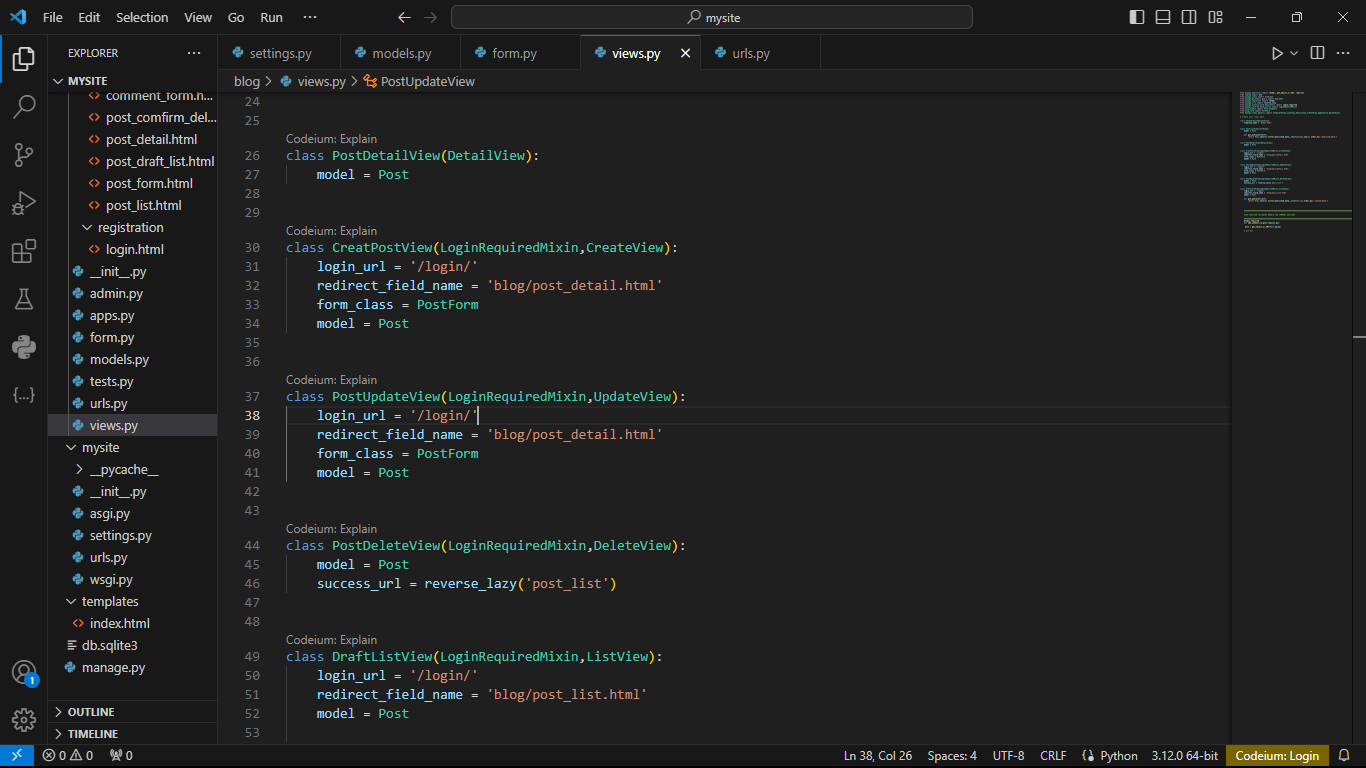 File Edit Selection View Go Run ··· mysite
EXPLORER ···
MYSITE
comment_form.h...
post_comfirm_del...
post_detail.html
post_draft_list.html
post_form.html
post_list.html
registration
login.html
__init__.py
admin.py
apps.py
form.py
models.py
tests.py
urls.py
views.py
mysite
__pycache__
__init__.py
asgi.py
settings.py
urls.py
wsgi.py
templates
index.html
db.sqlite3
manage.py
OUTLINE
TIMELINE
1
settings.py models.py form.py views.py urls.py
blog > views.py > PostUpdateView
24
25
Codeium: Explain
26 class PostDetailView(DetailView):
27     model = Post
28
29
Codeium: Explain
30 class CreatPostView(LoginRequiredMixin,CreateView):
31     login_url = '/login/'
32     redirect_field_name = 'blog/post_detail.html'
33     form_class = PostForm
34     model = Post
35
36
Codeium: Explain
37 class PostUpdateView(LoginRequiredMixin,UpdateView):
38     login_url = '/login/'
39     redirect_field_name = 'blog/post_detail.html'
40     form_class = PostForm
41     model = Post
42
43
Codeium: Explain
44 class PostDeleteView(LoginRequiredMixin,DeleteView):
45     model = Post
46     success_url = reverse_lazy('post_list')
47
48
Codeium: Explain
49 class DraftListView(LoginRequiredMixin,ListView):
50     login_url = '/login/'
51     redirect_field_name = 'blog/post_list.html'
52     model = Post
53
0 0 0 Ln 38, Col 26 Spaces: 4 UTF-8 CRLF Python 3.12.0 64-bit Codeium: Login